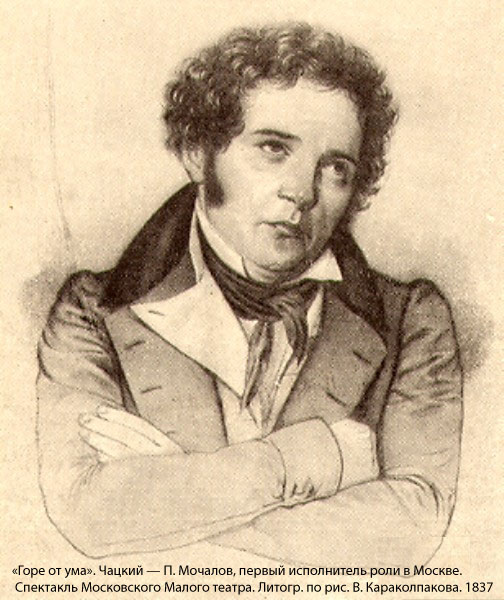 «Горе от ума». Чацкий — П. Мочалов, первый исполнитель роли в Москве.
Спектакль Московского Малого театра. Литогр. по рис. В. Караколпакова. 1837